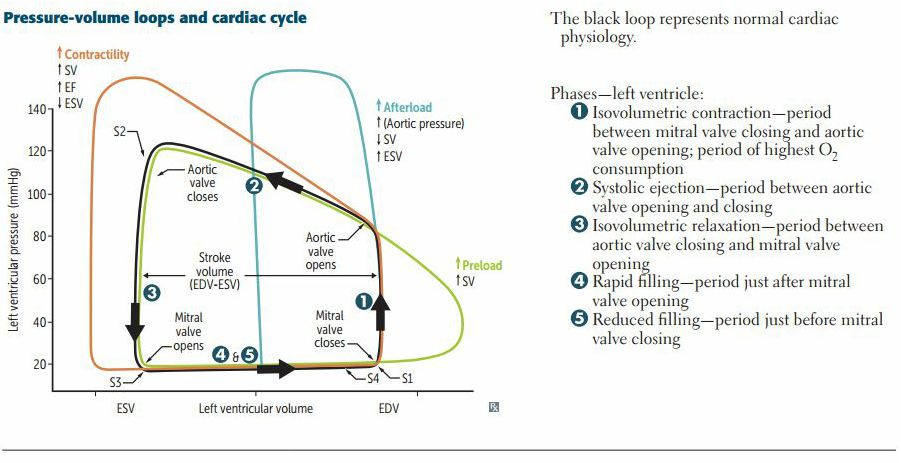 Pressure-volume loops and cardiac cycle
↑ Contractility
↑ SV
↑ EF
↓ ESV
↑ Afterload
↑ (Aortic pressure)
↓ SV
↑ ESV
↑ Preload
↑ SV
Left ventricular pressure (mmHg)
140
120
100
80
60
40
20
S2
Aortic
valve
closes
2
Aortic
valve
opens
Stroke
volume
(EDV-ESV)
3
1
Mitral
valve
opens
4 & 5
Mitral
valve
closes
S3
S4
S1
ESV
Left ventricular volume
EDV
℞
The black loop represents normal cardiac
physiology.
Phases—left ventricle:
1 Isovolumetric contraction—period
between mitral valve closing and aortic
valve opening; period of highest O₂
consumption
2 Systolic ejection—period between aortic
valve opening and closing
3 Isovolumetric relaxation—period between
aortic valve closing and mitral valve
opening
4 Rapid filling—period just after mitral
valve opening
5 Reduced filling—period just before mitral
valve closing